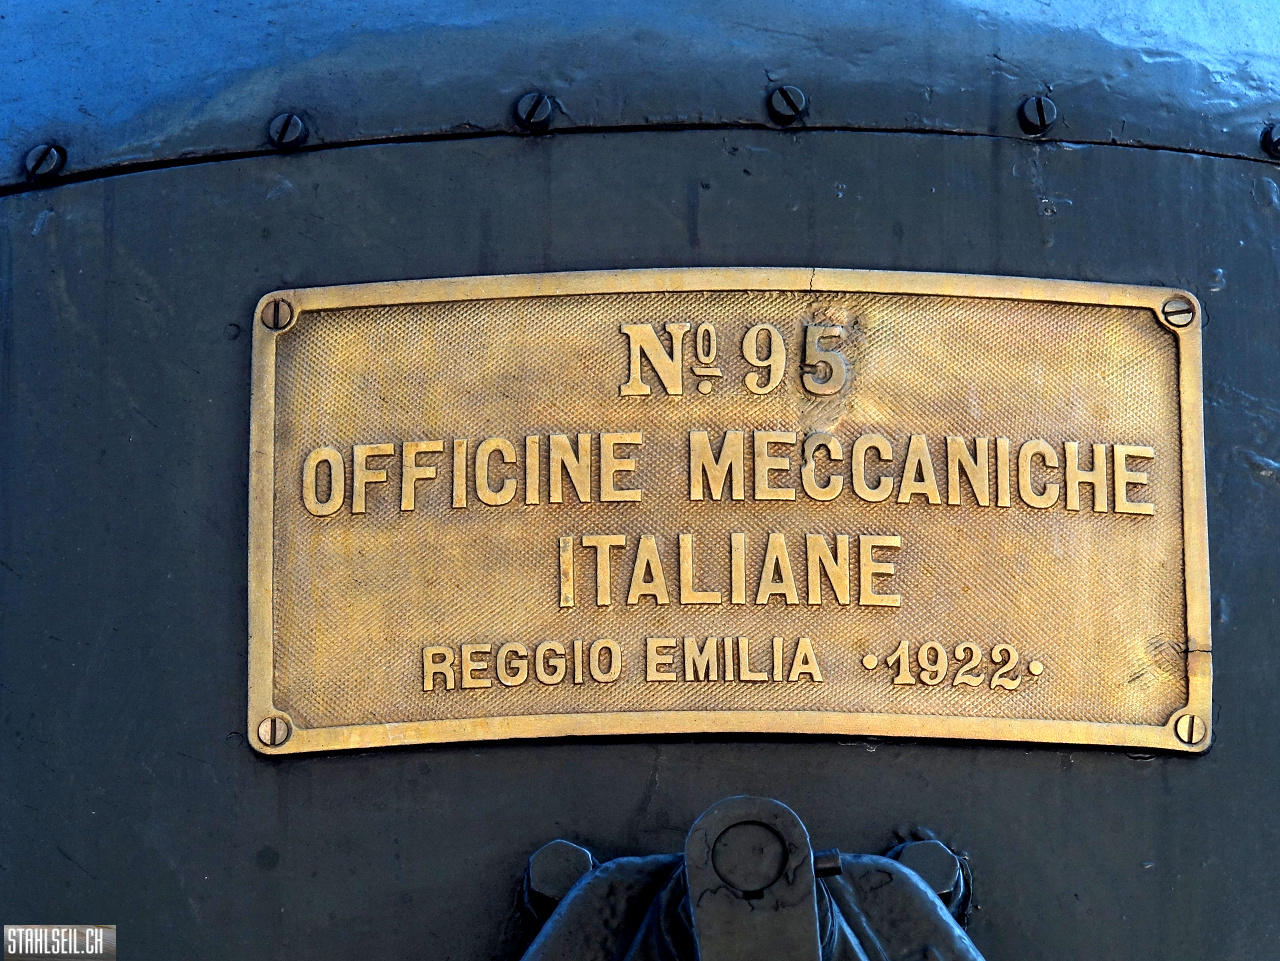 Nº 95
OFFICINE MECCANICHE
ITALIANE
REGGIO EMILIA ·1922·
STAHLSEIL.CH